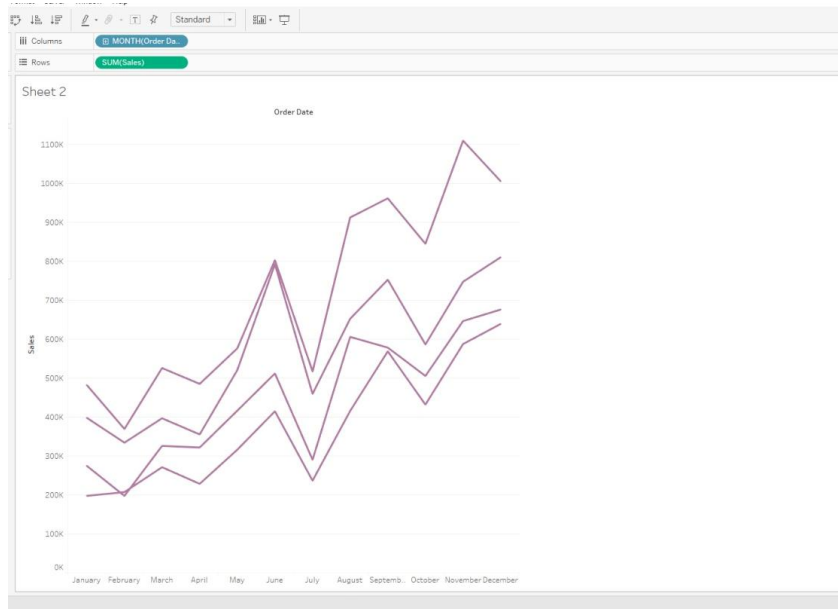 Standard
Columns
MONTH(Order Da..
Rows
SUM(Sales)
Sheet 2
Order Date
1100K
1000K
900K
800K
700K
600K
500K
400K
300K
200K
100K
0K
Sales
January February March April May June July August Septemb.. October November December